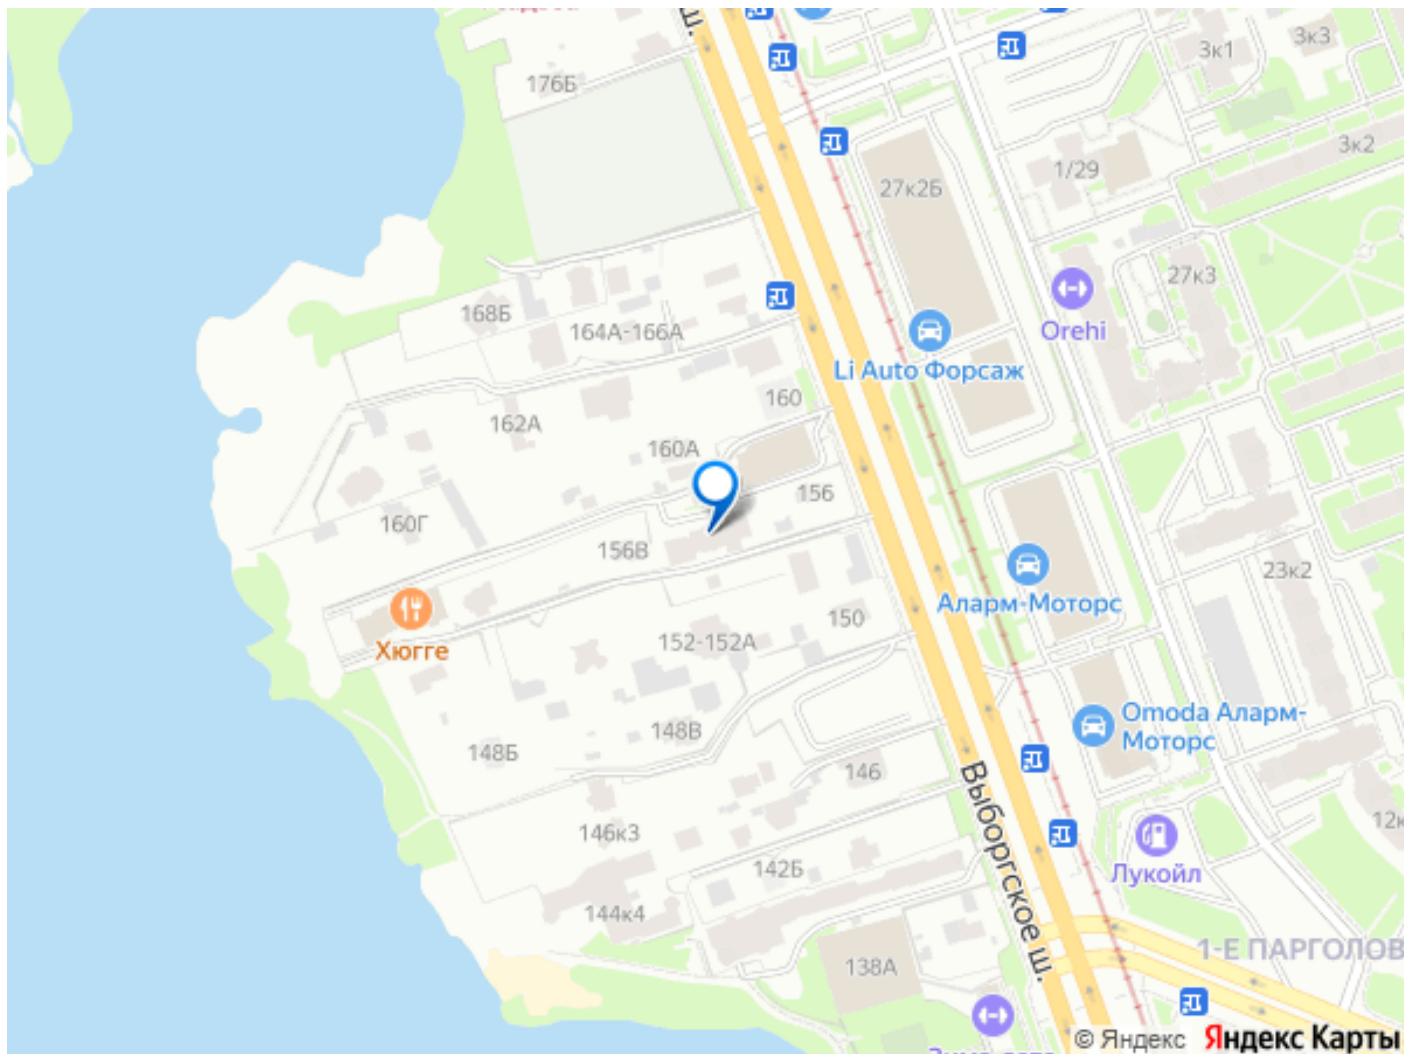 ш.
176Б
3к1
3к3
3к2
1/29
27к2Б
27к3
Orehi
168Б
164А-166А
Li Auto Форсаж
160
162А
160А
156
160Г
156В
23к2
Аларм-Моторс
Хюгге
152-152А
150
148В
148Б
Omoda Аларм-
Моторс
146
Выборгское ш.
146к3
142Б
Лукойл
144к4
138А
1-Е ПАРГОЛОВ
© Яндекс
Яндекс Карты